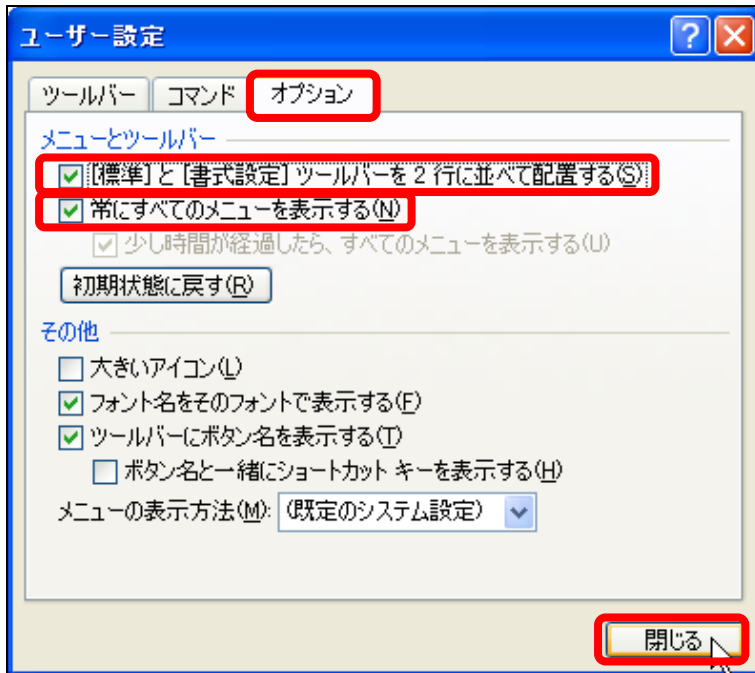 ユーザー設定
ツールバー コマンド オプション
メニューとツールバー
[標準] と [書式設定] ツールバーを 2 行に並べて配置する(S)
常にすべてのメニューを表示する(N)
少し時間が経過したら、すべてのメニューを表示する(U)
初期状態に戻す(R)
その他
大きいアイコン(L)
フォント名をそのフォントで表示する(F)
ツールバーにボタン名を表示する(T)
ボタン名と一緒にショートカット キーを表示する(H)
メニューの表示方法(M): (既定のシステム設定)
閉じる